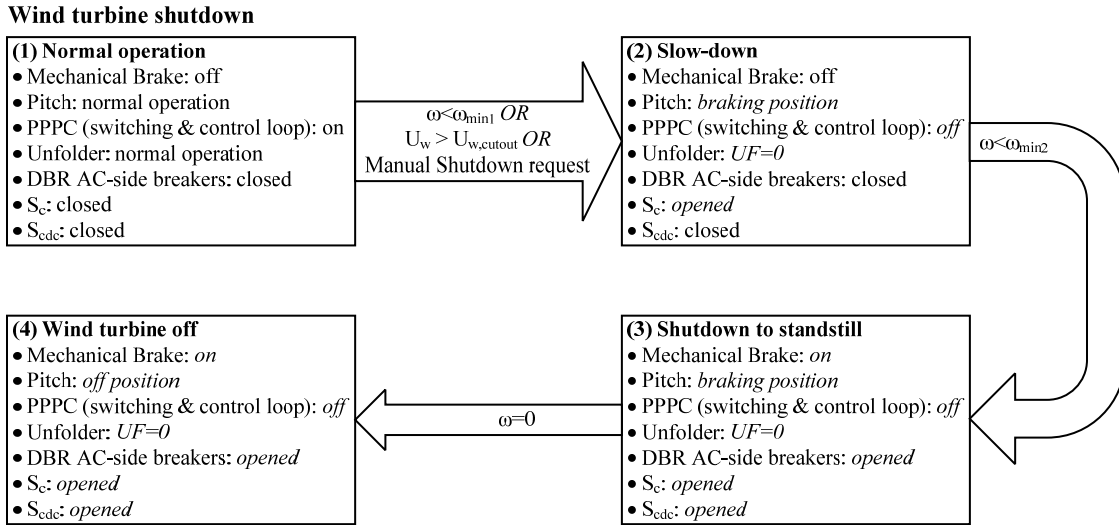 Wind turbine shutdown
(1) Normal operation
• Mechanical Brake: off
• Pitch: normal operation
• PPPC (switching & control loop): on
• Unfolder: normal operation
• DBR AC-side breakers: closed
• Sc: closed
• Scdc: closed
ω<ωmin1 OR
Uw > Uw,cutout OR
Manual Shutdown request
(2) Slow-down
• Mechanical Brake: off
• Pitch: braking position
• PPPC (switching & control loop): off
• Unfolder: UF=0
• DBR AC-side breakers: closed
• Sc: opened
• Scdc: closed
ω<ωmin2
(3) Shutdown to standstill
• Mechanical Brake: on
• Pitch: braking position
• PPPC (switching & control loop): off
• Unfolder: UF=0
• DBR AC-side breakers: opened
• Sc: opened
• Scdc: opened
ω=0
(4) Wind turbine off
• Mechanical Brake: on
• Pitch: off position
• PPPC (switching & control loop): off
• Unfolder: UF=0
• DBR AC-side breakers: opened
• Sc: opened
• Scdc: opened